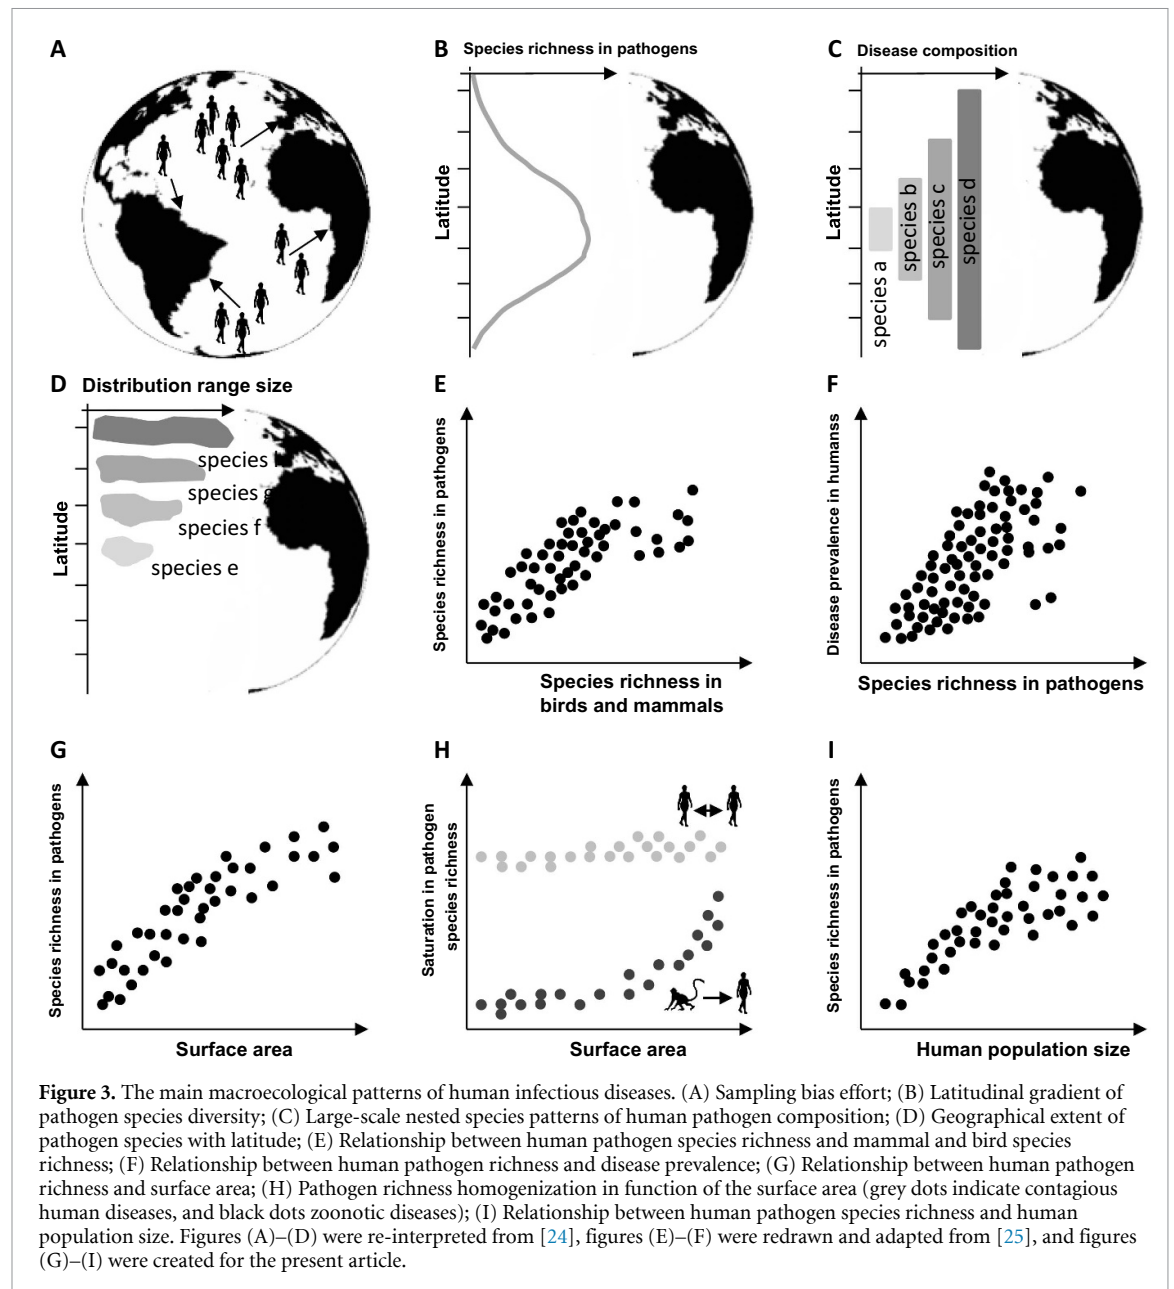 A
B Species richness in pathogens
Latitude
C Disease composition
Latitude
species a
species b
species c
species d
D Distribution range size
Latitude
species
species g
species f
species e
E
Species richness in pathogens
Species richness in
birds and mammals
F
Disease prevalence in humanss
Species richness in pathogens
G
Species richness in pathogens
Surface area
H
Saturation in pathogen
species richness
Surface area
I
Species richness in pathogens
Human population size
Figure 3. The main macroecological patterns of human infectious diseases. (A) Sampling bias effort; (B) Latitudinal gradient of
pathogen species diversity; (C) Large-scale nested species patterns of human pathogen composition; (D) Geographical extent of
pathogen species with latitude; (E) Relationship between human pathogen species richness and mammal and bird species
richness; (F) Relationship between human pathogen richness and disease prevalence; (G) Relationship between human pathogen
richness and surface area; (H) Pathogen richness homogenization in function of the surface area (grey dots indicate contagious
human diseases, and black dots zoonotic diseases); (I) Relationship between human pathogen species richness and human
population size. Figures (A)–(D) were re-interpreted from [24], figures (E)–(F) were redrawn and adapted from [25], and figures
(G)–(I) were created for the present article.